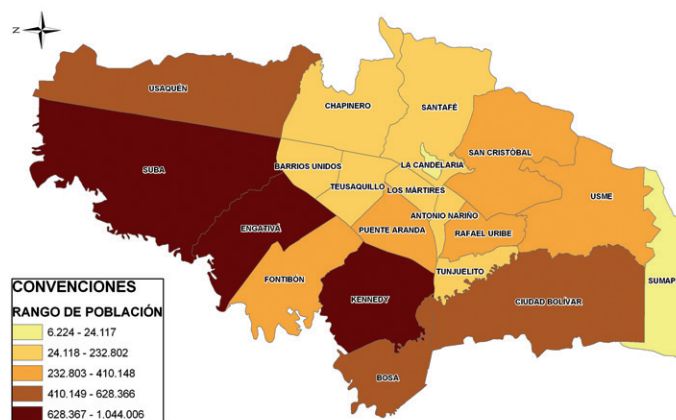 N
USAQUÉN
CHAPINERO
SANTAFÉ
SAN CRISTÓBAL
SUBA
BARRIOS UNIDOS
LA CANDELARIA
TEUSAQUILLO
LOS MÁRTIRES
USME
ENGATIVÁ
ANTONIO NARIÑO
PUENTE ARANDA
RAFAEL URIBE
FONTIBÓN
TUNJUELITO
SUMAP
KENNEDY
CIUDAD BOLÍVAR
BOSA
CONVENCIONES
RANGO DE POBLACIÓN
6.224 - 24.117
24.118 - 232.802
232.803 - 410.148
410.149 - 628.366
628.367 - 1.044.006